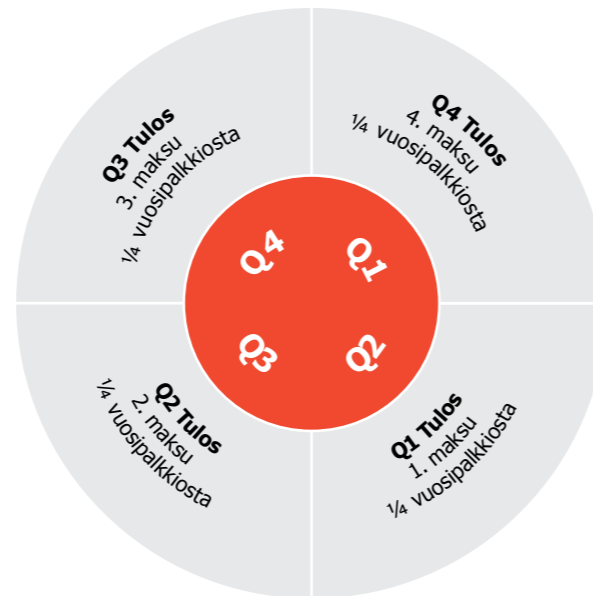 Q3 Tulos
3. maksu
¼ vuosipalkkiosta
Q4 Tulos
4. maksu
¼ vuosipalkkiosta
Q4
Q1
Q3
Q2
Q2 Tulos
2. maksu
¼ vuosipalkkiosta
Q1 Tulos
1. maksu
¼ vuosipalkkiosta